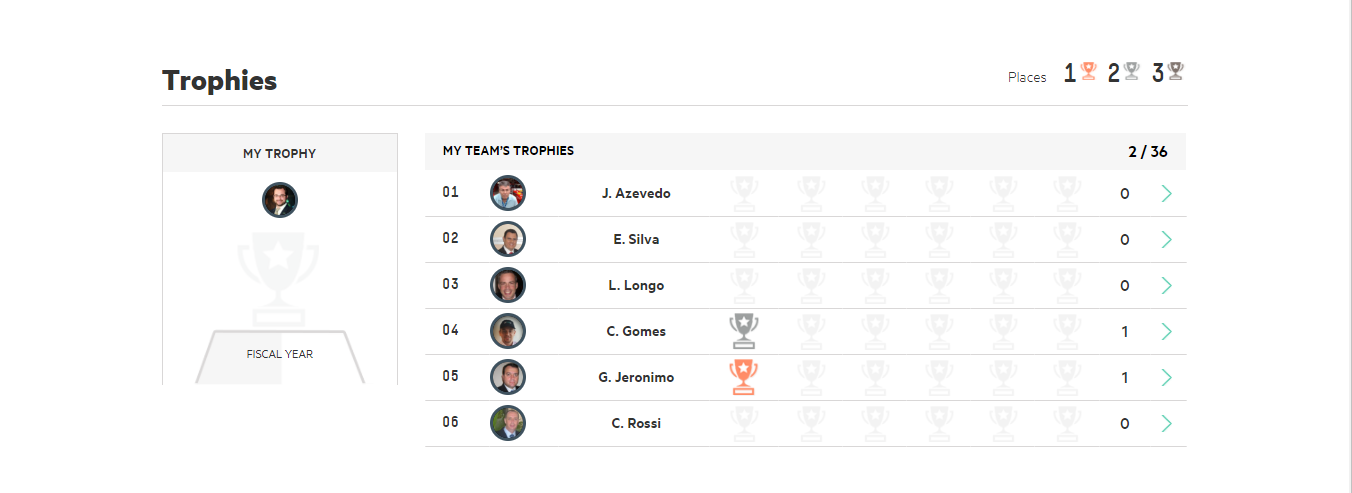 Trophies
Places 1 2 3
MY TROPHY
FISCAL YEAR
MY TEAM'S TROPHIES 2 / 36
01 J. Azevedo 0
02 E. Silva 0
03 L. Longo 0
04 C. Gomes 1
05 G. Jeronimo 1
06 C. Rossi 0